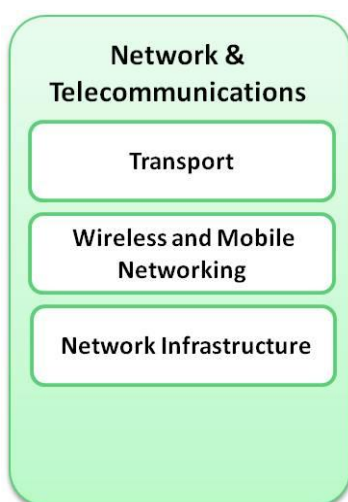 Network &
Telecommunications
Transport
Wireless and Mobile
Networking
Network Infrastructure